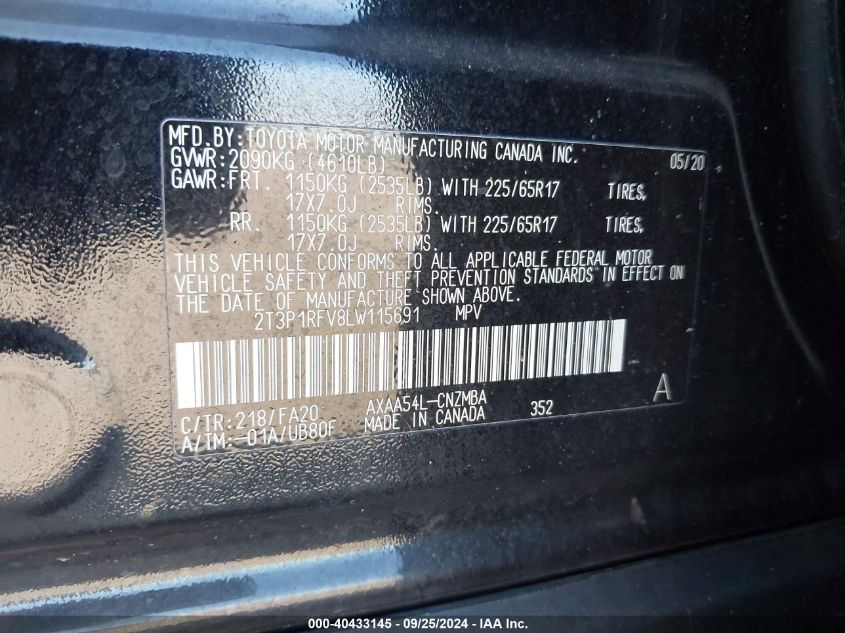 MFD.BY:TOYOTA MOTOR MANUFACTURING CANADA INC. 05/20
GVWR:2090KG (4610LB)
GAWR:FRT. 1150KG (2535LB) WITH 225/65R17 TIRES,
17X7.0J RIMS.
RR. 1150KG (2535LB) WITH 225/65R17 TIRES,
17X7.0J RIMS.
THIS VEHICLE CONFORMS TO ALL APPLICABLE FEDERAL MOTOR
VEHICLE SAFETY AND THEFT PREVENTION STANDARDS IN EFFECT ON
THE DATE OF MANUFACTURE SHOWN ABOVE.
2T3P1RFV8LW115691 MPV
A
C/TR:218/FA20 AXAA54L-CNZMBA 352
A/TM:-01A/UB80F MADE IN CANADA
000-40433145 - 09/25/2024 - IAA Inc.